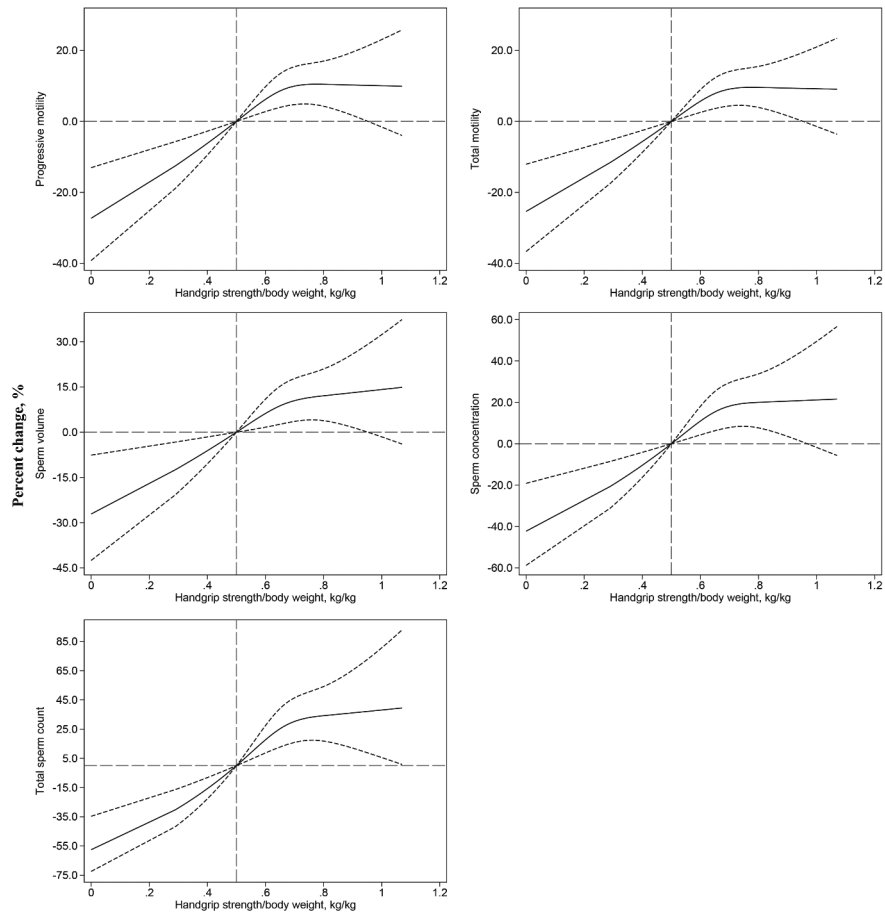 Percent change, %
Progressive motility
20.0
0.0
-20.0
-40.0
0 .2 .4 .6 .8 1 1.2
Handgrip strength/body weight, kg/kg
Total motility
20.0
0.0
-20.0
-40.0
0 .2 .4 .6 .8 1 1.2
Handgrip strength/body weight, kg/kg
Sperm volume
30.0
15.0
0.0
-15.0
-30.0
-45.0
0 .2 .4 .6 .8 1 1.2
Handgrip strength/body weight, kg/kg
Sperm concentration
60.0
40.0
20.0
0.0
-20.0
-40.0
-60.0
0 .2 .4 .6 .8 1 1.2
Handgrip strength/body weight, kg/kg
Total sperm count
85.0
65.0
45.0
25.0
5.0
-15.0
-35.0
-55.0
-75.0
0 .2 .4 .6 .8 1 1.2
Handgrip strength/body weight, kg/kg